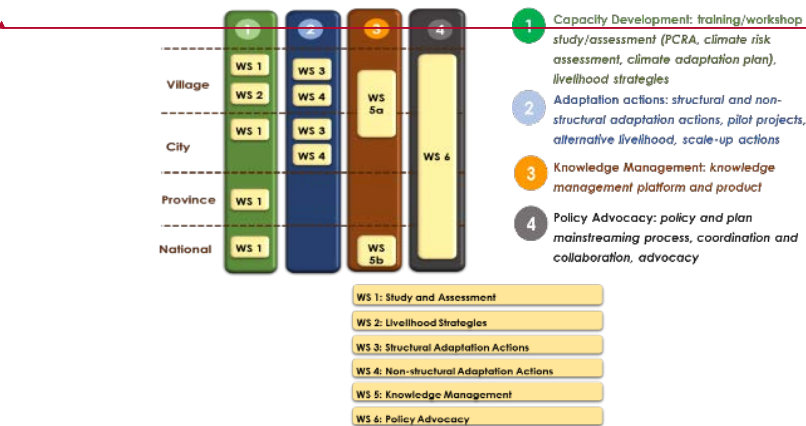 1
2
3
4
Village
WS 1
WS 3
WS 2
WS 4
WS
5a
City
WS 1
WS 3
WS 4
WS 6
Province
WS 1
National
WS 1
WS
5b
1
Capacity Development: training/workshop
study/assessment (PCRA, climate risk
assessment, climate adaptation plan),
livelihood strategies
2
Adaptation actions: structural and non-
structural adaptation actions, pilot projects,
alternative livelihood, scale-up actions
3
Knowledge Management: knowledge
management platform and product
4
Policy Advocacy: policy and plan
mainstreaming process, coordination and
collaboration, advocacy
WS 1: Study and Assessment
WS 2: Livelihood Strategies
WS 3: Structural Adaptation Actions
WS 4: Non-structural Adaptation Actions
WS 5: Knowledge Management
WS 6: Policy Advocacy